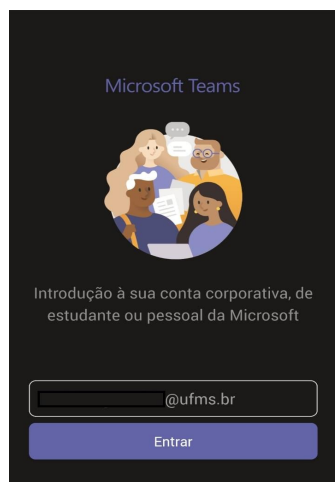 Microsoft Teams
Introdução à sua conta corporativa, de
estudante ou pessoal da Microsoft
@ufms.br
Entrar